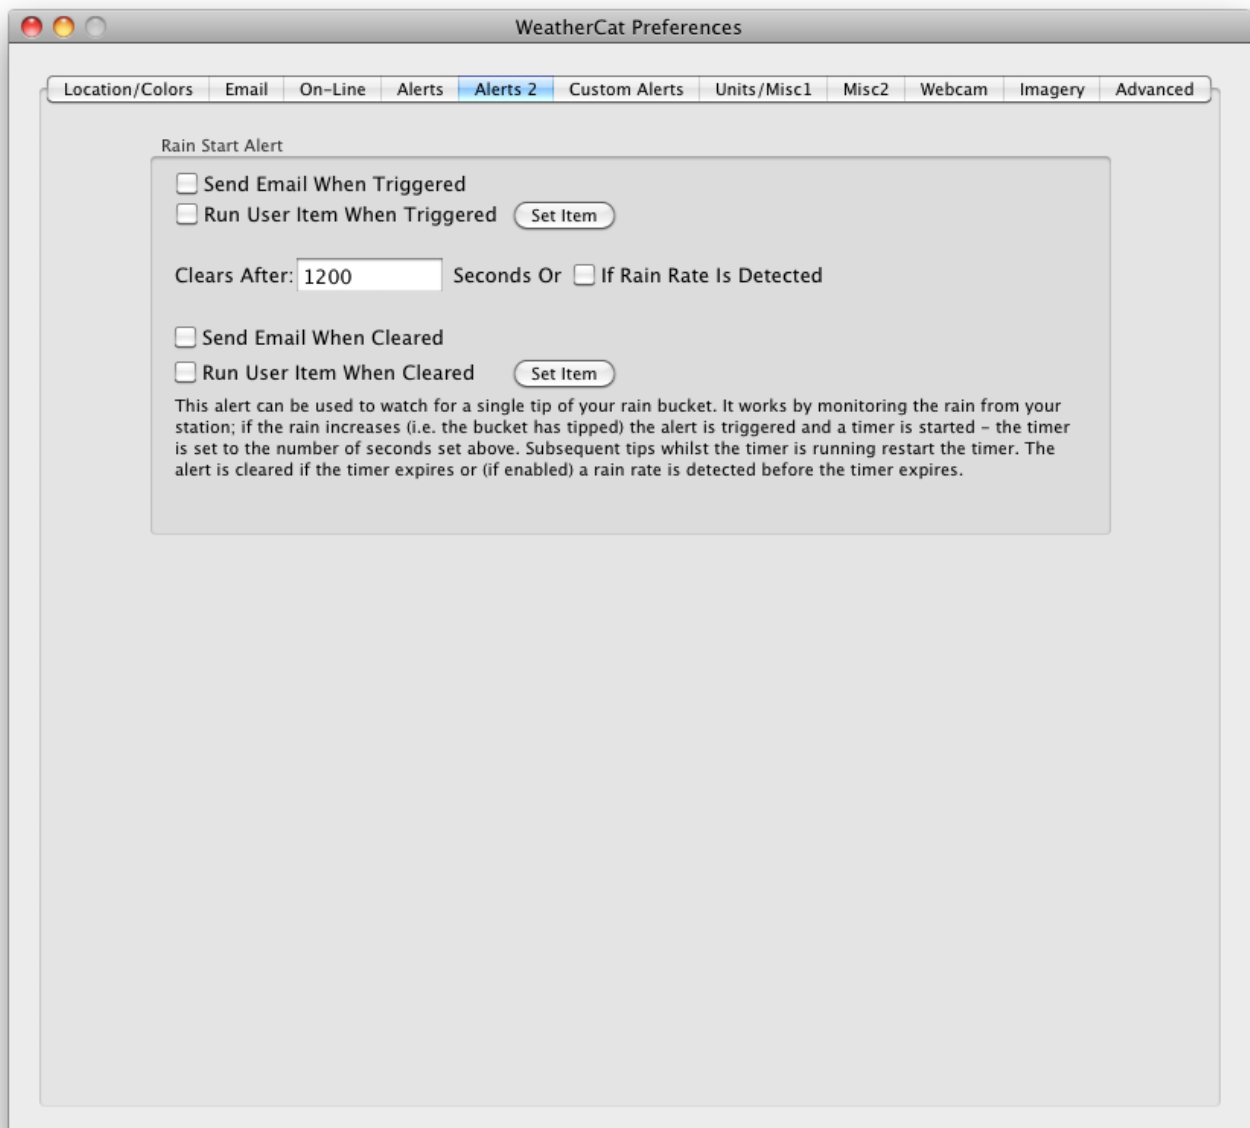 WeatherCat Preferences
Location/Colors Email On-Line Alerts Alerts 2 Custom Alerts Units/Misc1 Misc2 Webcam Imagery Advanced
Rain Start Alert
Send Email When Triggered
Run User Item When Triggered Set Item
Clears After: 1200 Seconds Or If Rain Rate Is Detected
Send Email When Cleared
Run User Item When Cleared Set Item
This alert can be used to watch for a single tip of your rain bucket. It works by monitoring the rain from your
station; if the rain increases (i.e. the bucket has tipped) the alert is triggered and a timer is started – the timer
is set to the number of seconds set above. Subsequent tips whilst the timer is running restart the timer. The
alert is cleared if the timer expires or (if enabled) a rain rate is detected before the timer expires.